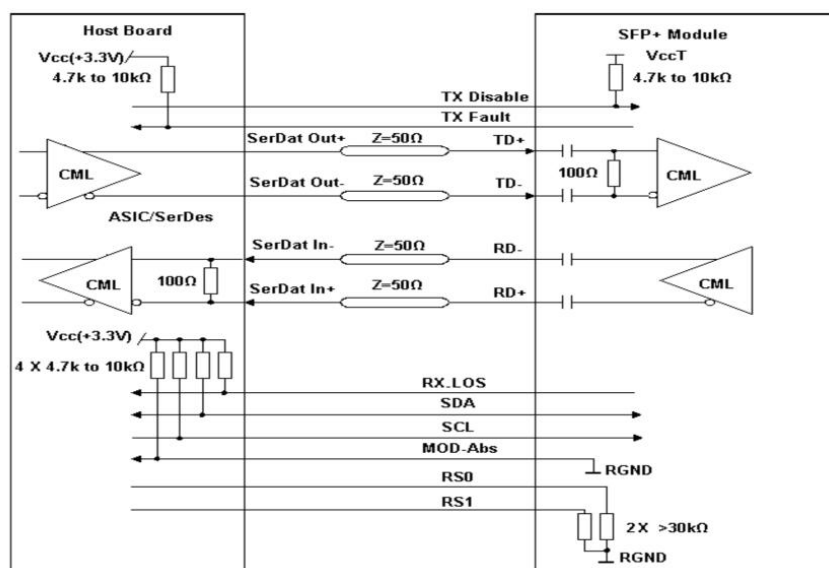 Host Board
SFP+ Module
Vcc(+3.3V)
4.7k to 10kΩ
VccT
4.7k to 10kΩ
TX Disable
TX Fault
SerDat Out+
Z=50Ω
TD+
CML
100Ω
CML
SerDat Out-
Z=50Ω
TD-
ASIC/SerDes
SerDat In-
Z=50Ω
RD-
CML
100Ω
CML
SerDat In+
Z=50Ω
RD+
Vcc(+3.3V)
4 X 4.7k to 10kΩ
RX.LOS
SDA
SCL
MOD-Abs
RGND
RS0
RS1
2X >30kΩ
RGND